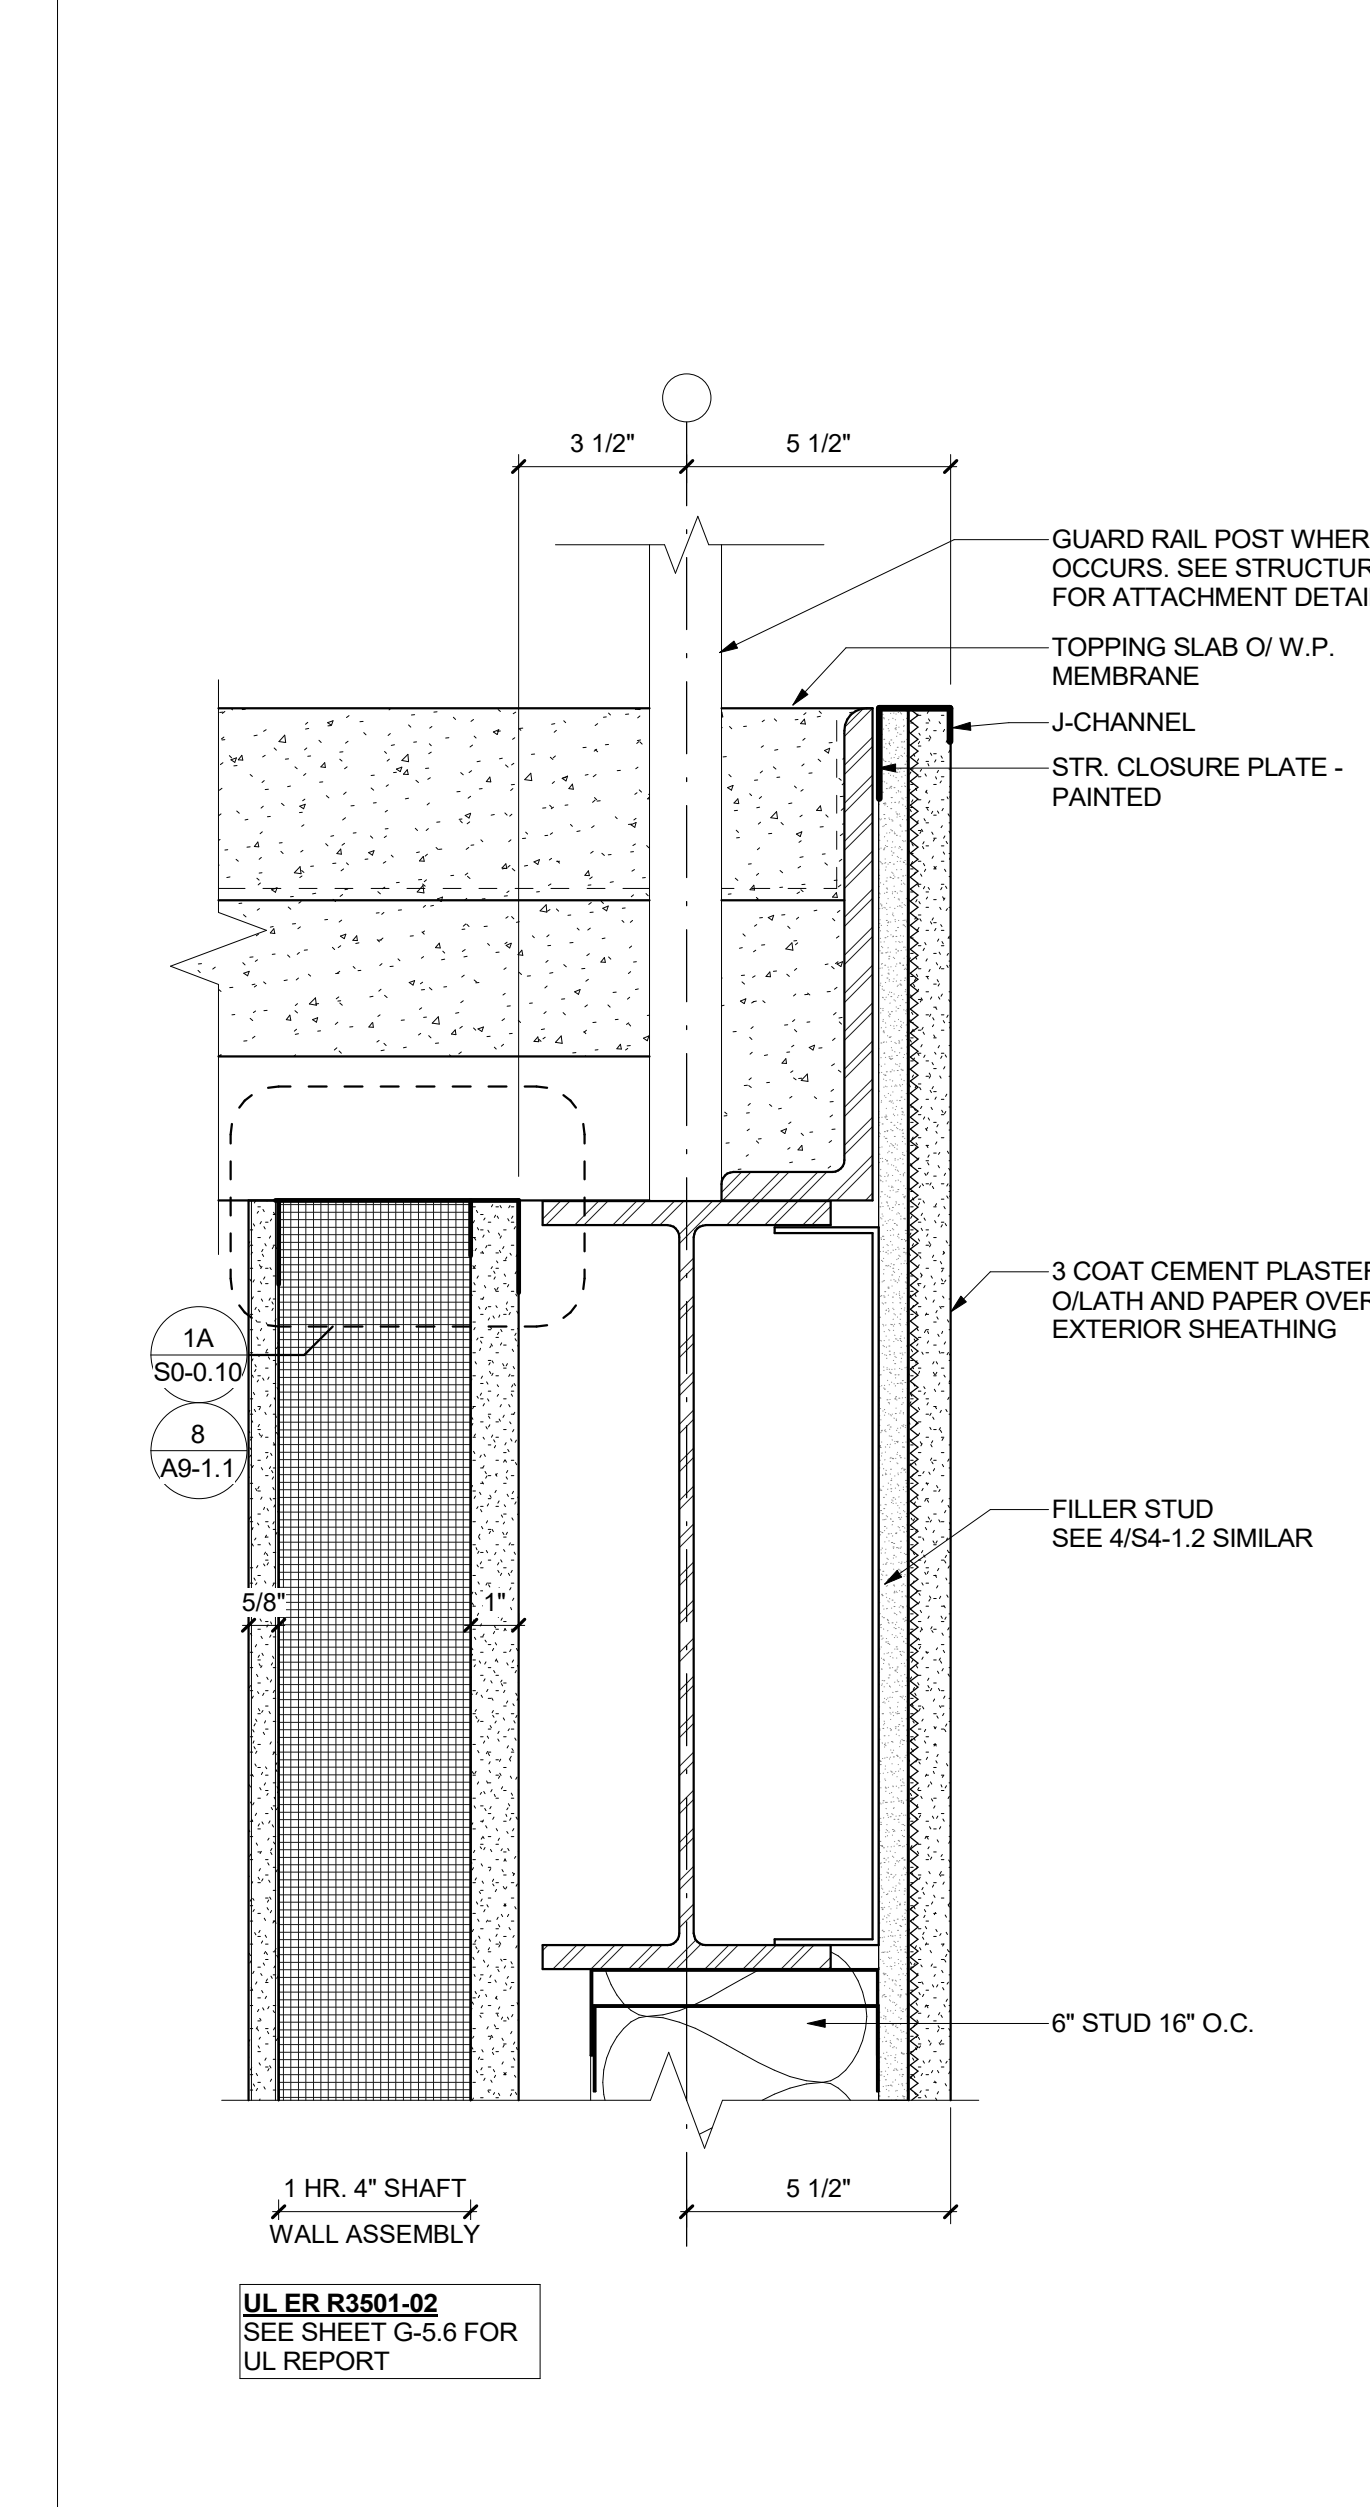 3 1/2"
5 1/2"
GUARD RAIL POST WHER
OCCURS. SEE STRUCTUR
FOR ATTACHMENT DETAI
TOPPING SLAB O/ W.P.
MEMBRANE
J-CHANNEL
STR. CLOSURE PLATE -
PAINTED
3 COAT CEMENT PLASTER
O/LATH AND PAPER OVER
EXTERIOR SHEATHING
1A
S0-0.10
8
A9-1.1
FILLER STUD
SEE 4/S4-1.2 SIMILAR
5/8"
1"
6" STUD 16" O.C.
1 HR. 4" SHAFT
WALL ASSEMBLY
5 1/2"
UL ER R3501-02
SEE SHEET G-5.6 FOR
UL REPORT